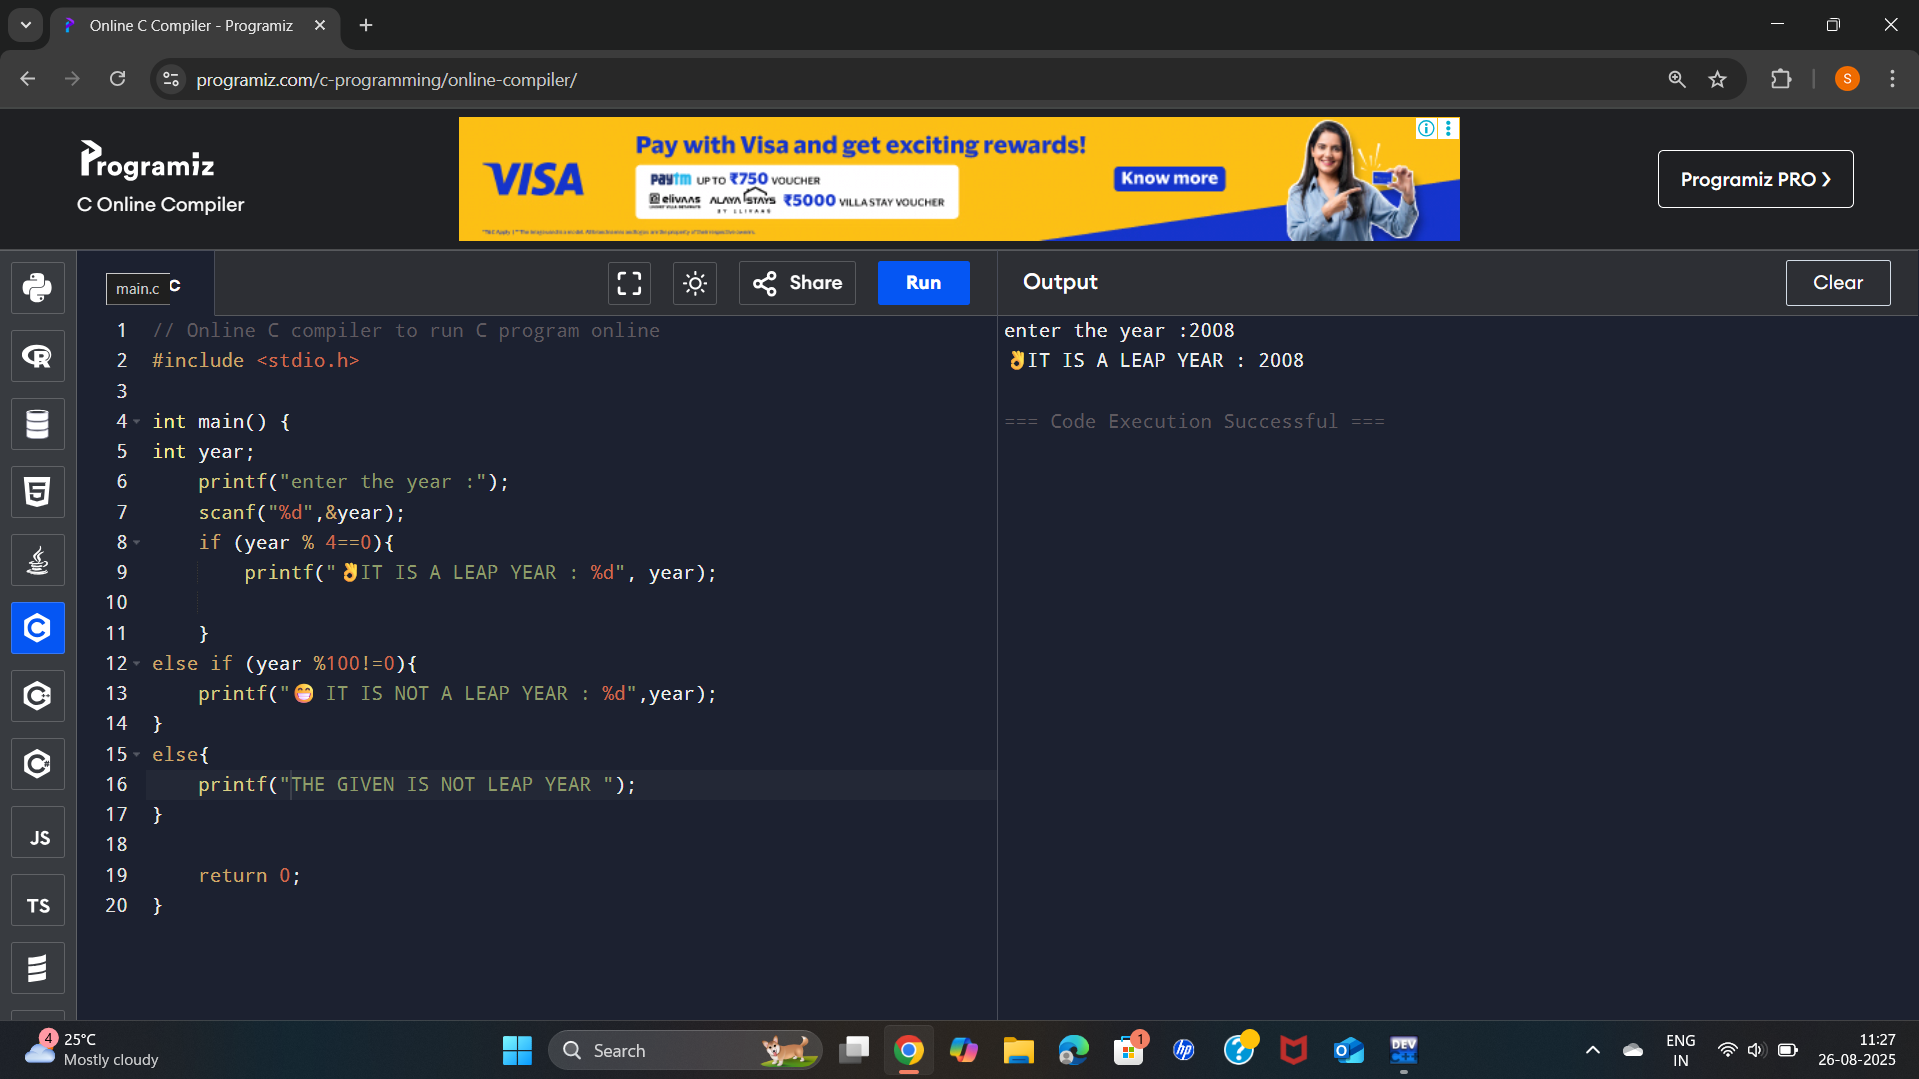 Online C Compiler - Programiz
programiz.com/c-programming/online-compiler/
S
Programiz
C Online Compiler
VISA
Pay with Visa and get exciting rewards!
paytm UP TO ₹750 VOUCHER
elivaas ALAYA STAYS ₹5000 VILLA STAY VOUCHER
BY ELIVAAS
Know more
Programiz PRO
main.c
C
Share
Run
Output
Clear
1 // Online C compiler to run C program online
2 #include <stdio.h>
3
4 int main() {
5 int year;
6 printf("enter the year :");
7 scanf("%d",&year);
8 if (year % 4==0){
9 printf("👌IT IS A LEAP YEAR : %d", year);
10
11 }
12 else if (year %100!=0){
13 printf("😁 IT IS NOT A LEAP YEAR : %d",year);
14 }
15 else{
16 printf("THE GIVEN IS NOT LEAP YEAR ");
17 }
18
19 return 0;
20 }
enter the year :2008
👌IT IS A LEAP YEAR : 2008
=== Code Execution Successful ===
R
5
C
C
C
JS
TS
4
25°C
Mostly cloudy
Search
1
hp
?
DEV
C++
ENG
IN
11:27
26-08-2025